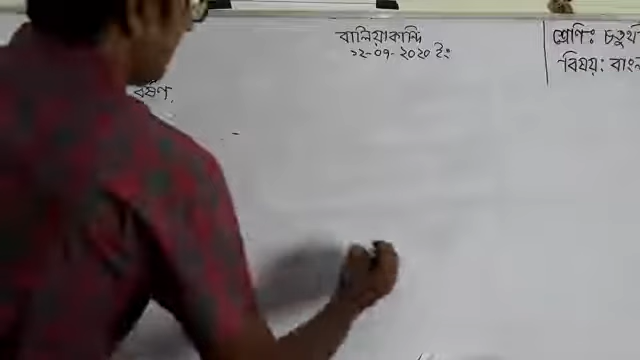 বালিয়াকান্দি
১২-০৭-২০২০ ইং
শ্রেণিঃ চতুর্থ
বিষয়: বাংল
বর্ষণ